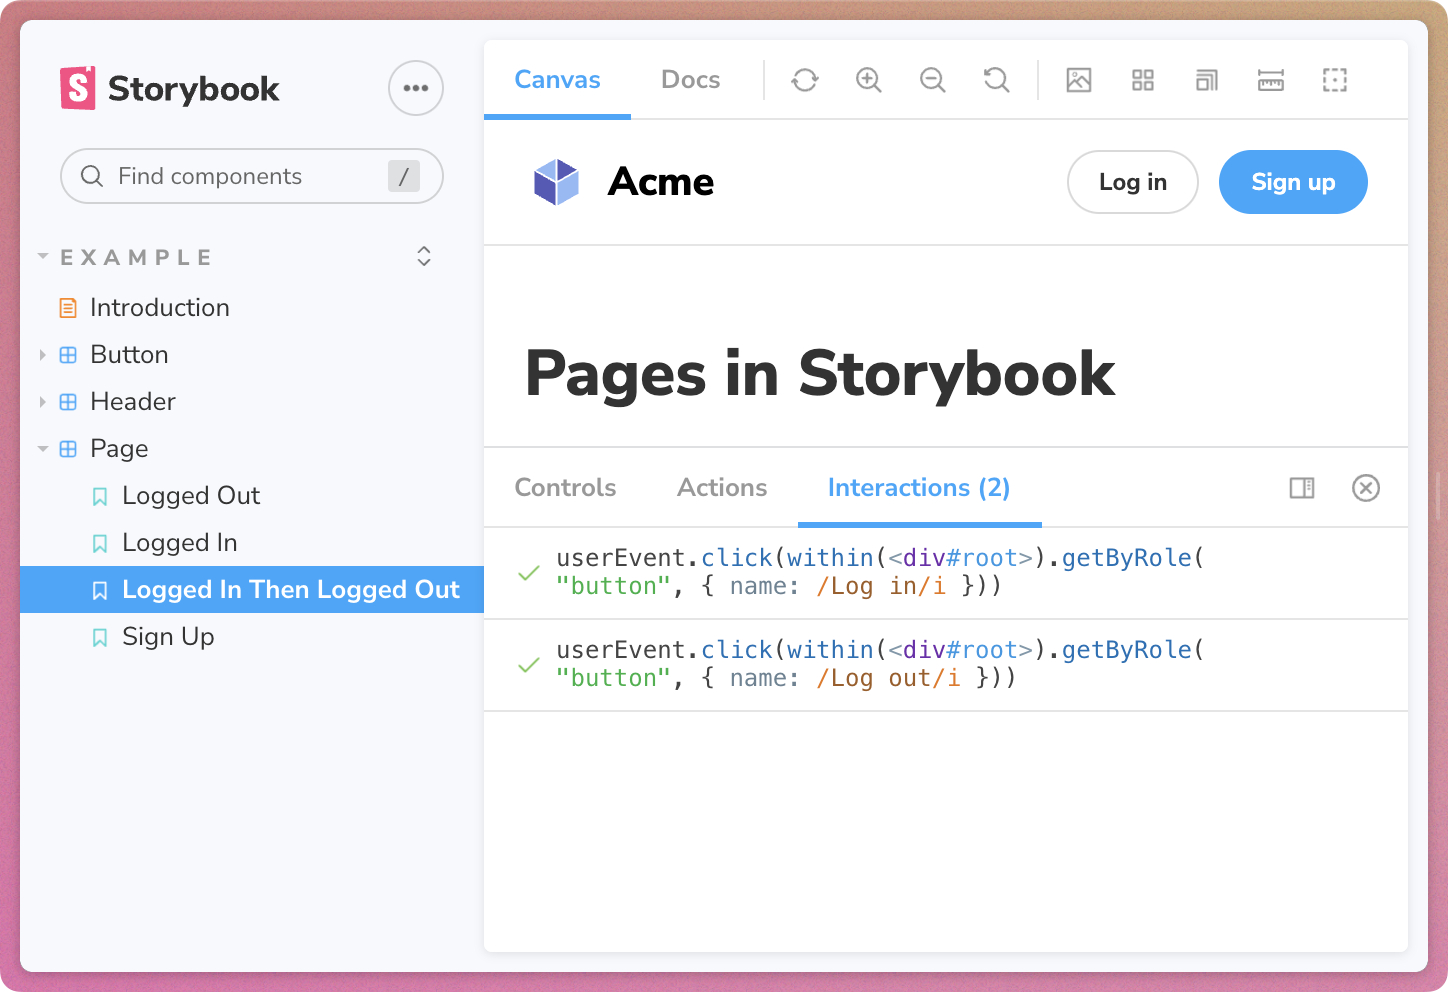 Storybook
Find components /
EXAMPLE
Introduction
Button
Header
Page
Logged Out
Logged In
Logged In Then Logged Out
Sign Up
Canvas Docs
Acme Log in Sign up
Pages in Storybook
Controls Actions Interactions (2)
userEvent.click(within(<div#root>).getByRole(
"button", { name: /Log in/i }))
userEvent.click(within(<div#root>).getByRole(
"button", { name: /Log out/i }))